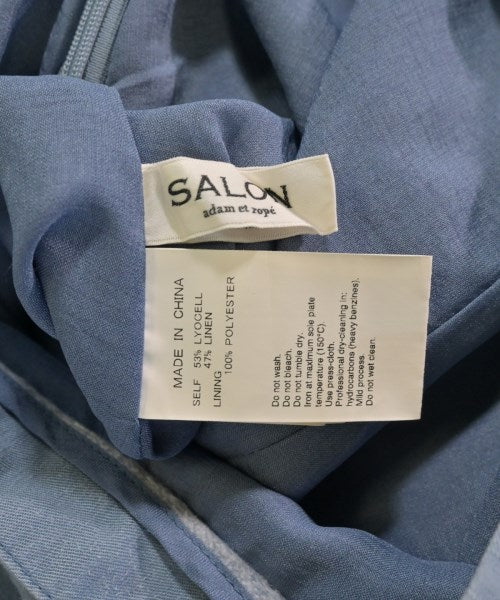 SALON
adam et ropé
MADE IN CHINA
SELF 53% LYOCELL
47% LINEN
LINING
100% POLYESTER
Do not wash.
Do not bleach.
Do not tumble dry.
Iron at maximum sole plate
temperature (150°C).
Use press-cloth.
Professional dry-cleaning in:
hydrocarbons (heavy benzines).
Mild process.
Do not wet clean.